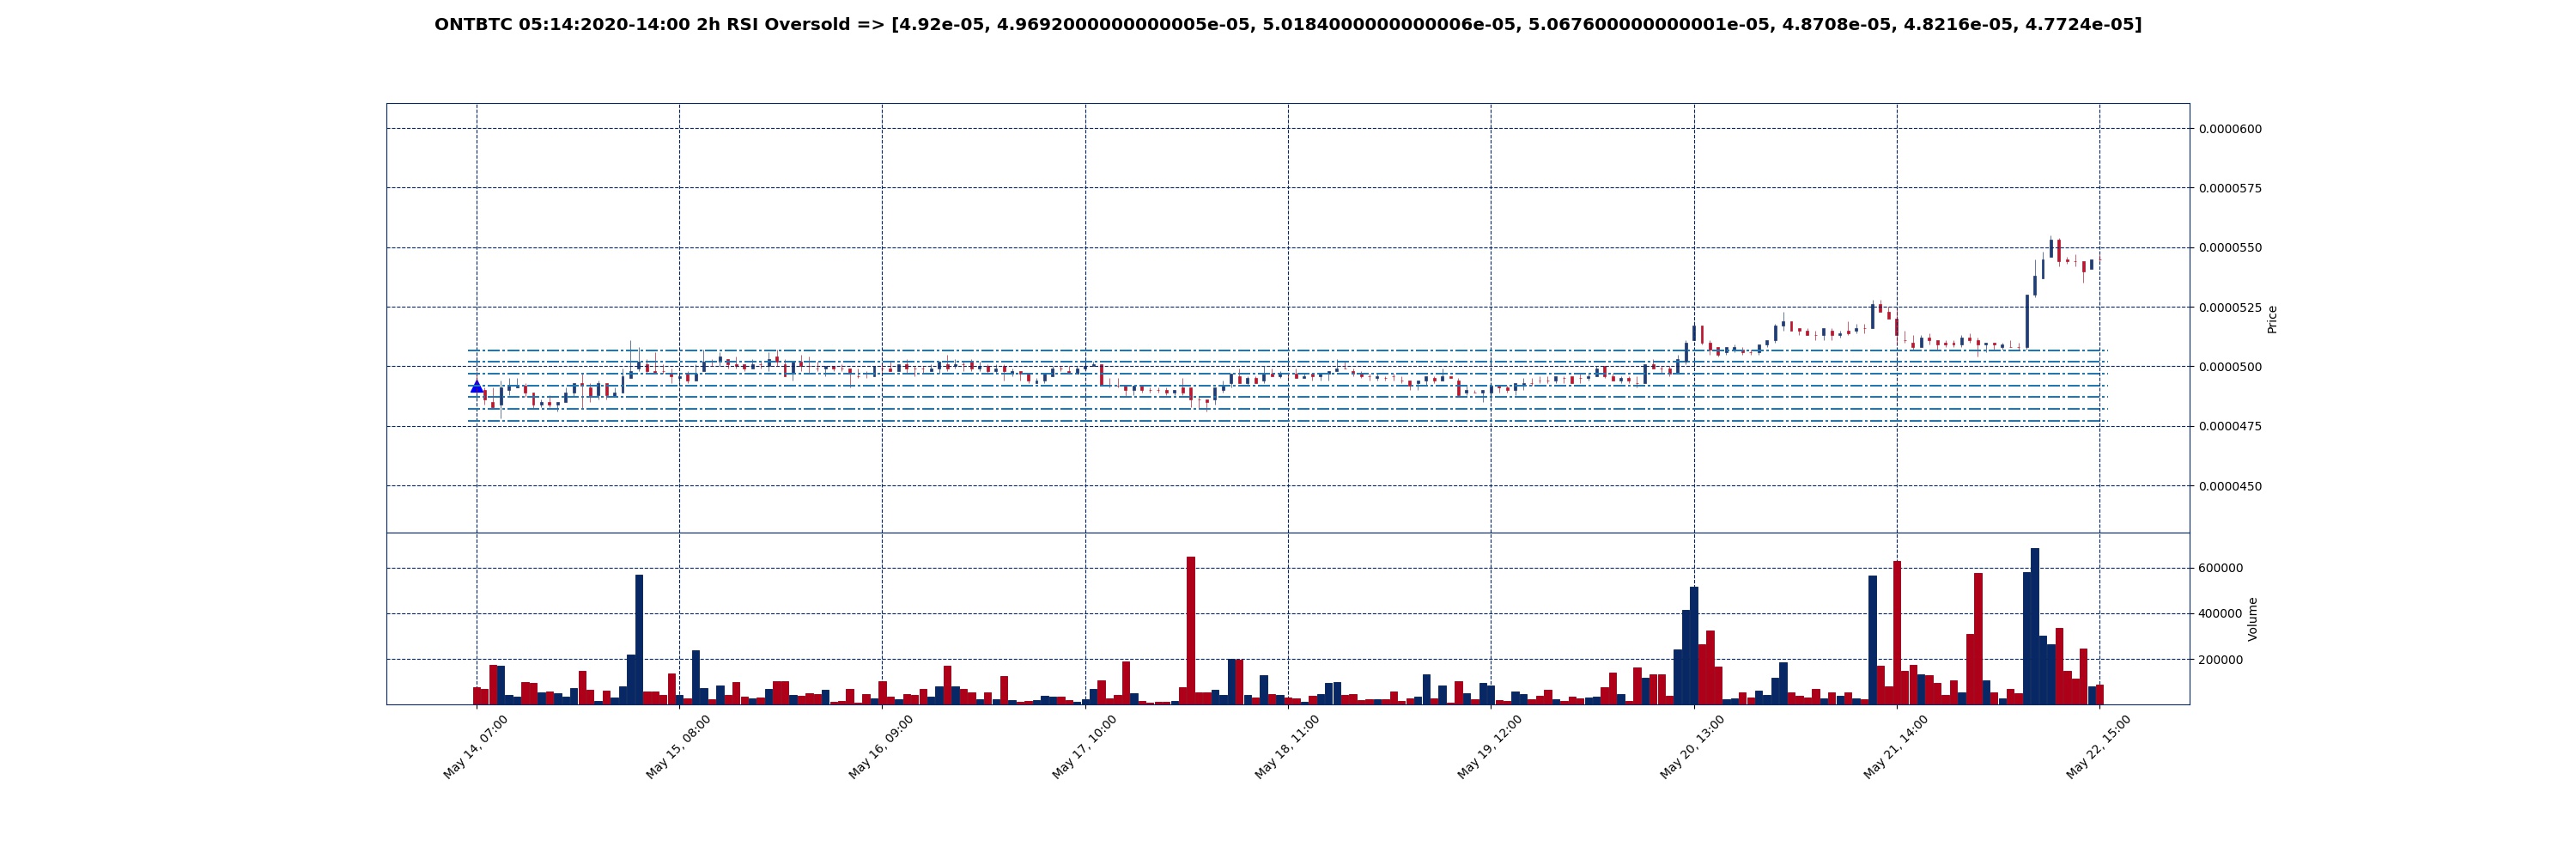 ONTBTC 05:14:2020-14:00 2h RSI Oversold => [4.92e-05, 4.9692000000000005e-05, 5.0184000000000006e-05, 5.067600000000001e-05, 4.8708e-05, 4.8216e-05, 4.7724e-05]
0.0000600
0.0000575
0.0000550
0.0000525
0.0000500
0.0000475
0.0000450
Price
600000
400000
200000
Volume
May 14, 07:00
May 15, 08:00
May 16, 09:00
May 17, 10:00
May 18, 11:00
May 19, 12:00
May 20, 13:00
May 21, 14:00
May 22, 15:00